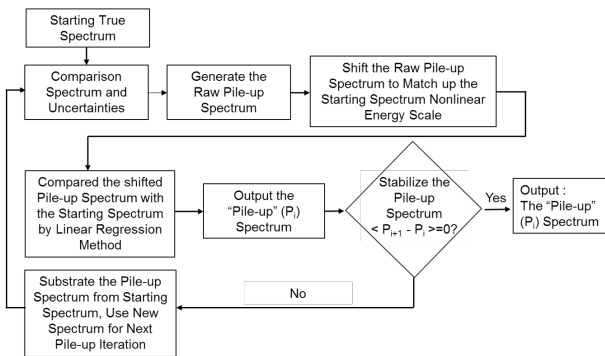 Starting True
Spectrum
Comparison
Spectrum and
Uncertainties
Generate the
Raw Pile-up
Spectrum
Shift the Raw Pile-up
Spectrum to Match up the
Starting Spectrum Nonlinear
Energy Scale
Compared the shifted
Pile-up Spectrum with
the Starting Spectrum
by Linear Regression
Method
Output the
“Pile-up” (Pi)
Spectrum
Stabilize the
Pile-up
Spectrum
< Pi+1 - Pi >=0?
Yes
Output :
The “Pile-up”
(Pi) Spectrum
No
Substrate the Pile-up
Spectrum from Starting
Spectrum, Use New
Spectrum for Next
Pile-up Iteration